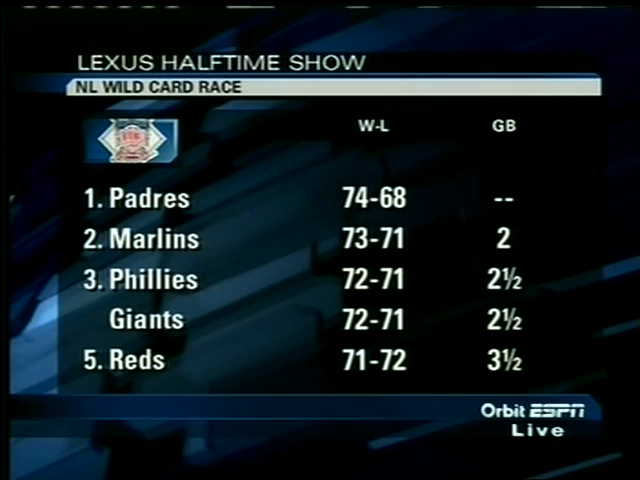 LEXUS HALFTIME SHOW
NL WILD CARD RACE
W-L GB
1. Padres 74-68 --
2. Marlins 73-71 2
3. Phillies 72-71 2½
Giants 72-71 2½
5. Reds 71-72 3½
Orbit ESPN
Live